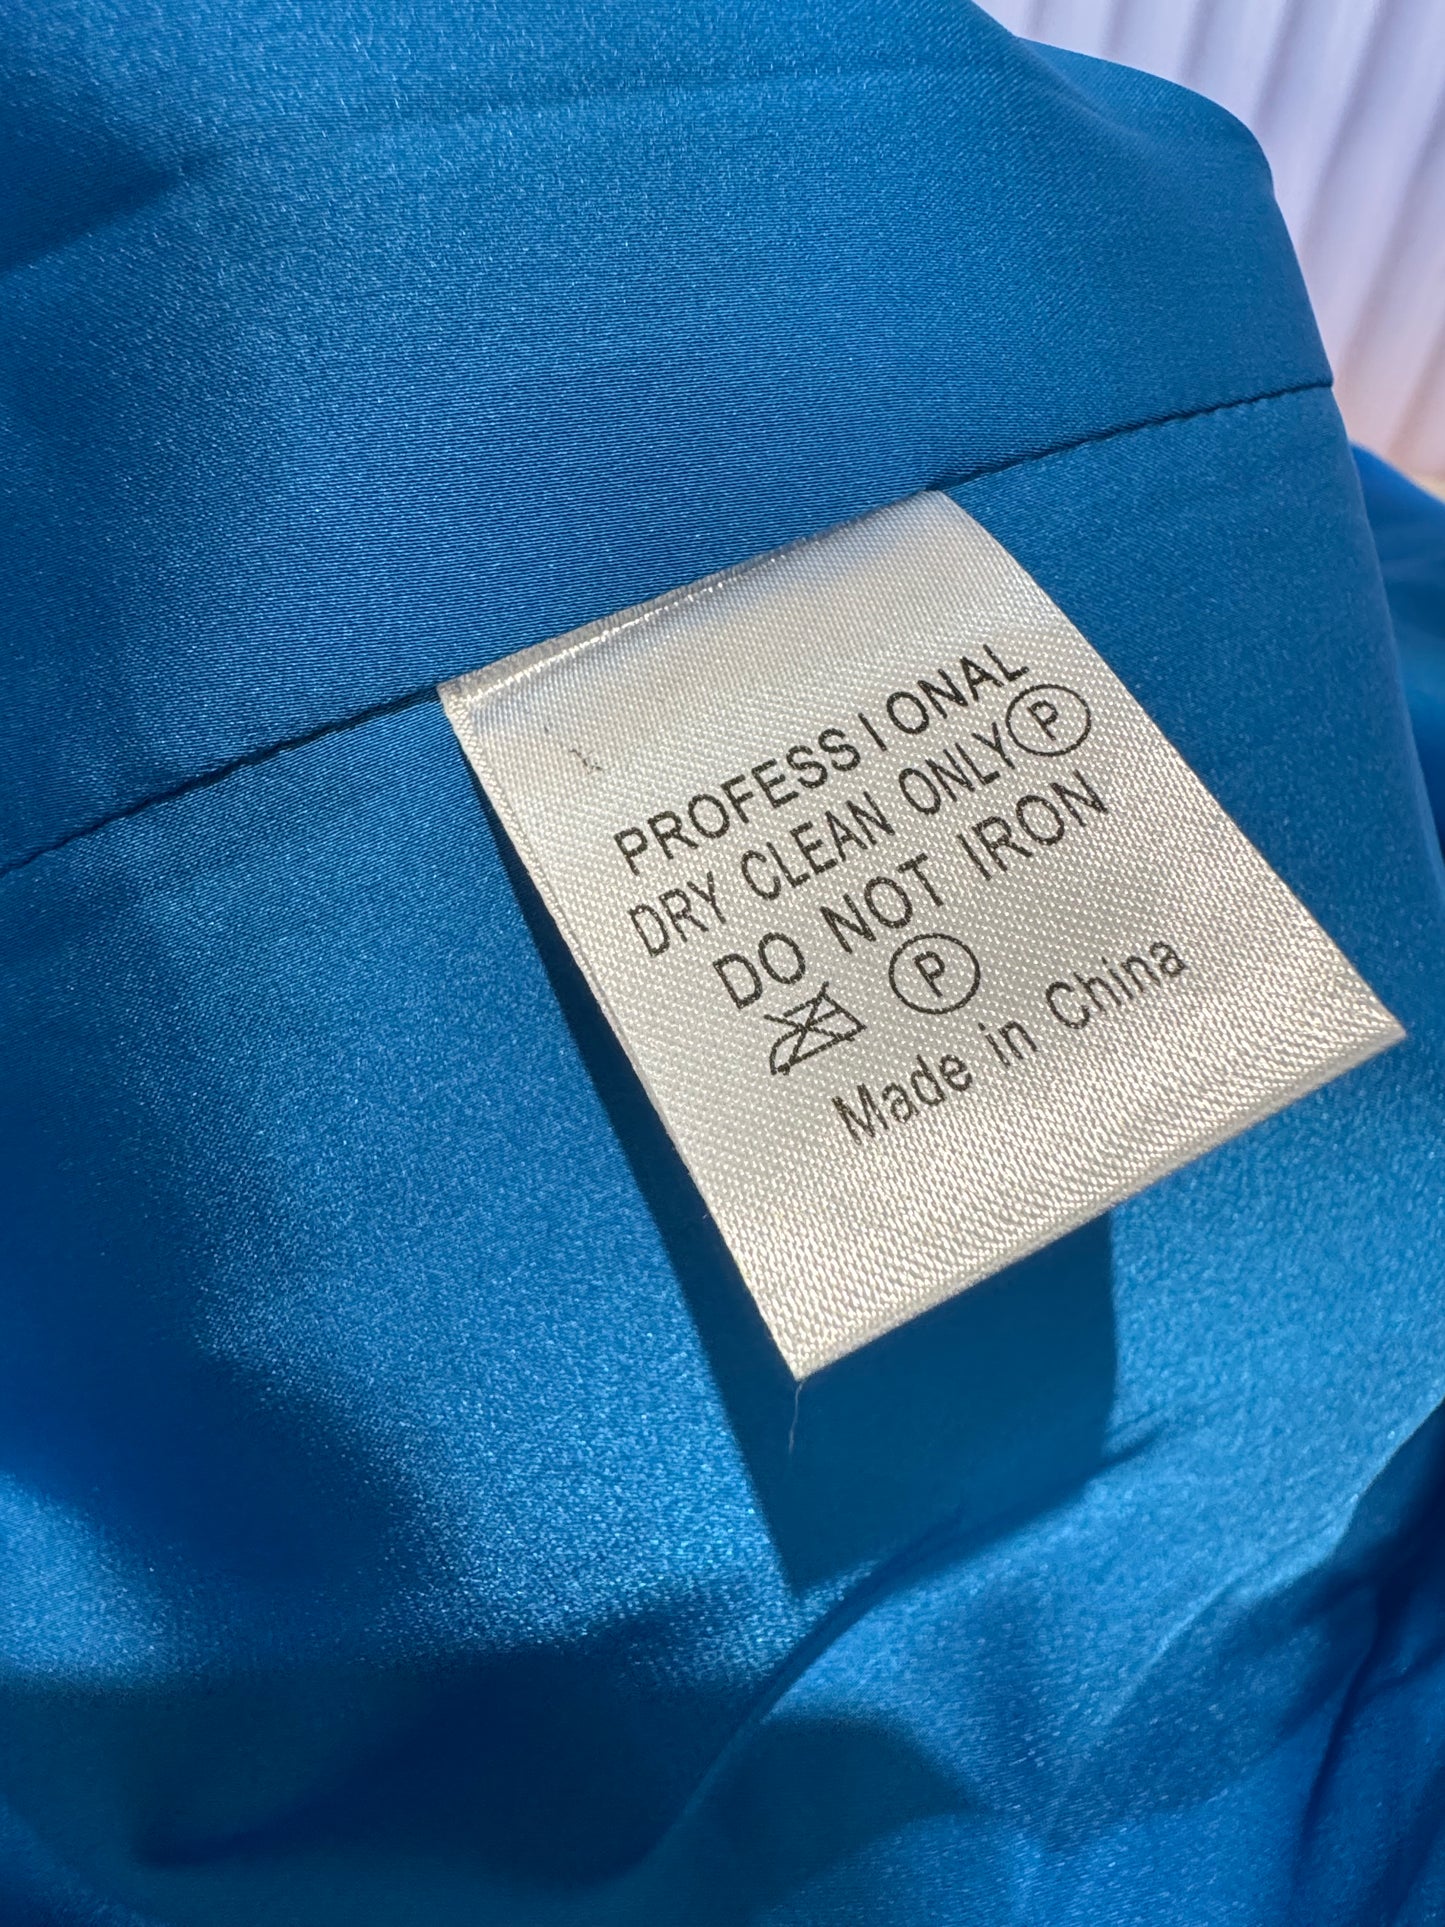 PROFESSIONAL
DRY CLEAN ONLY Ⓟ
DO NOT IRON
Ⓟ
Made in China